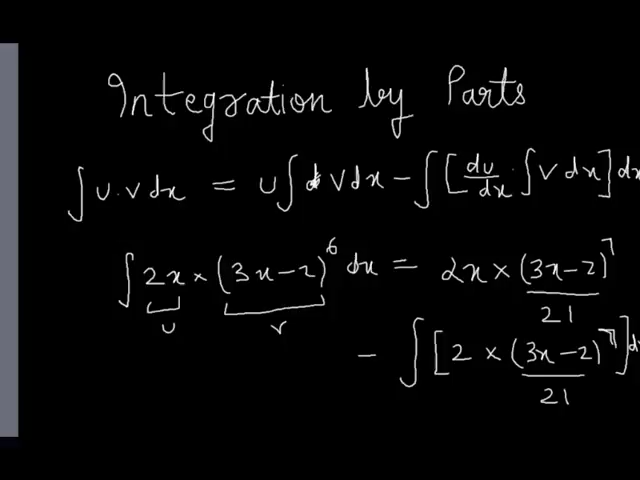 Integration by Parts
∫ u · v dx = u ∫ d v dx − ∫ [ du/dx · ∫ v dx ] dx
∫ 2x × (3x − 2)^6 dx = 2x × (3x − 2)^7 / 21
u v
− ∫ [ 2 × (3x − 2)^7 / 21 ] dx